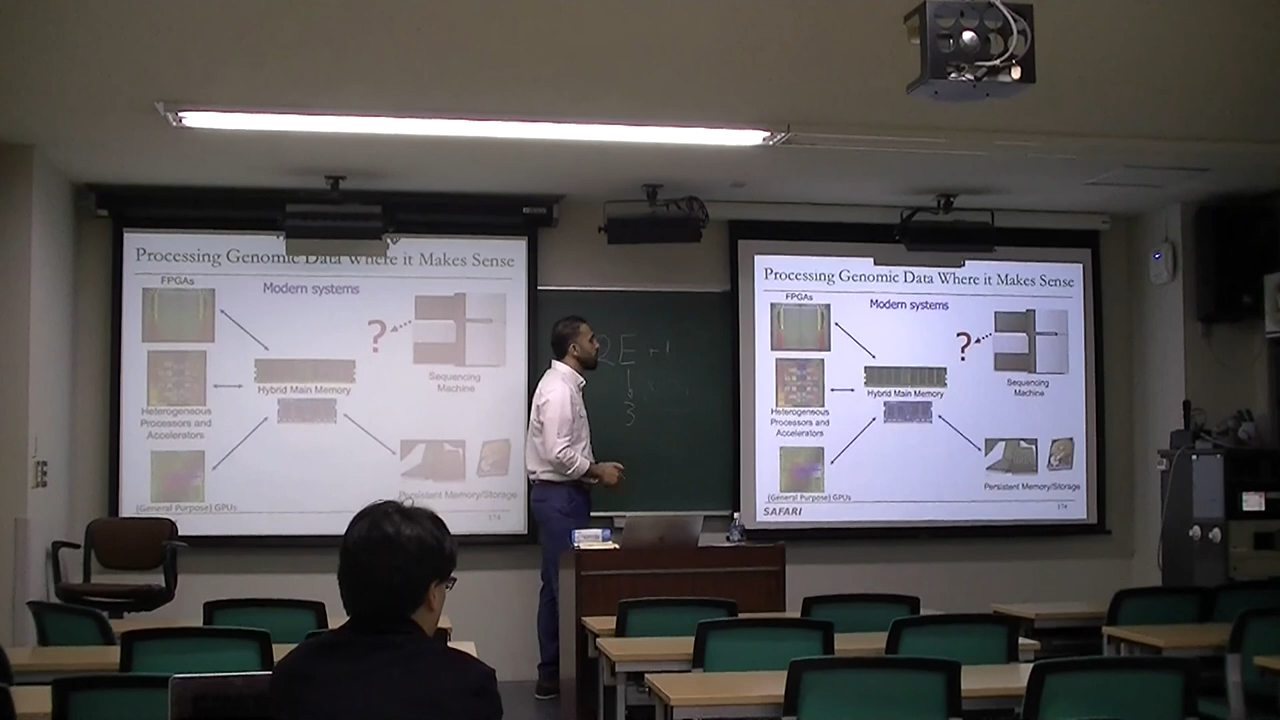 Processing Genomic Data Where it Makes Sense
FPGAs
Modern systems
?
Hybrid Main Memory
Sequencing
Machine
Heterogeneous
Processors and
Accelerators
Persistent Memory/Storage
(General Purpose) GPUs
174
2E+1
Processing Genomic Data Where it Makes Sense
FPGAs
Modern systems
?
Hybrid Main Memory
Sequencing
Machine
Heterogeneous
Processors and
Accelerators
Persistent Memory/Storage
(General Purpose) GPUs
SAFARI
174